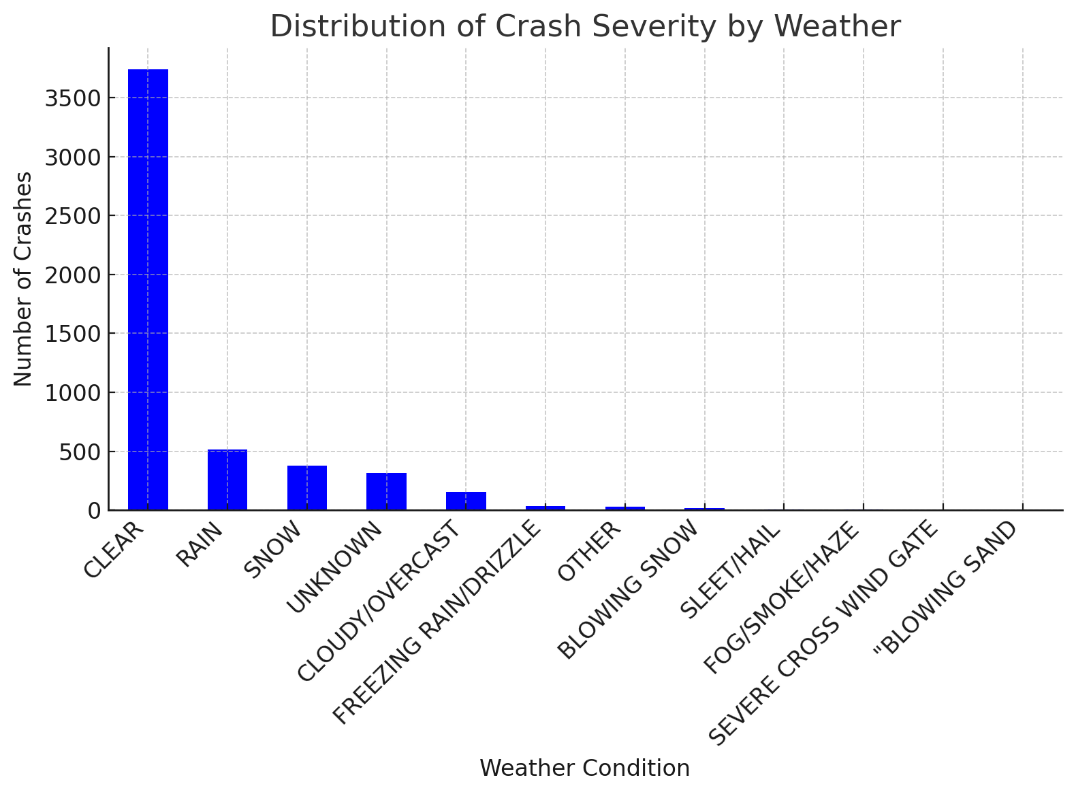 Distribution of Crash Severity by Weather
Number of Crashes
3500
3000
2500
2000
1500
1000
500
0
CLEAR
RAIN
SNOW
UNKNOWN
CLOUDY/OVERCAST
FREEZING RAIN/DRIZZLE
OTHER
BLOWING SNOW
SLEET/HAIL
FOG/SMOKE/HAZE
SEVERE CROSS WIND GATE
"BLOWING SAND
Weather Condition